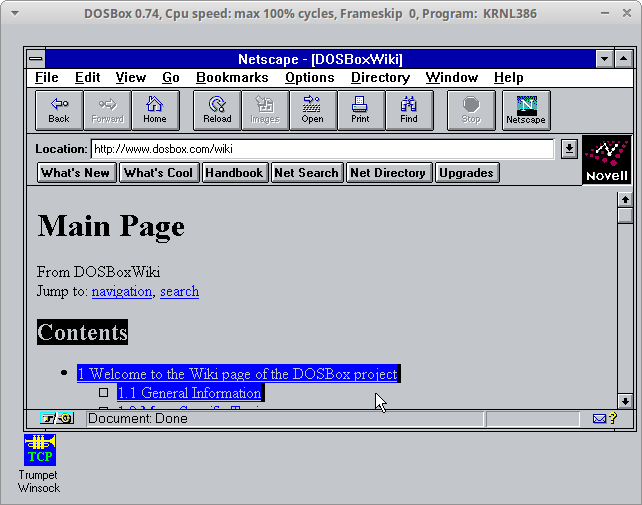 DOSBox 0.74, Cpu speed: max 100% cycles, Frameskip 0, Program: KRNL386
Netscape - [DOSBoxWiki]
File Edit View Go Bookmarks Options Directory Window Help
Back Forward Home Reload Images Open Print Find Stop Netscape
N
Location: http://www.dosbox.com/wiki
What's New What's Cool Handbook Net Search Net Directory Upgrades
Novell
Main Page
From DOSBoxWiki
Jump to: navigation, search
Contents
1 Welcome to the Wiki page of the DOSBox project
1.1 General Information
Document: Done
?
TCP
Trumpet
Winsock